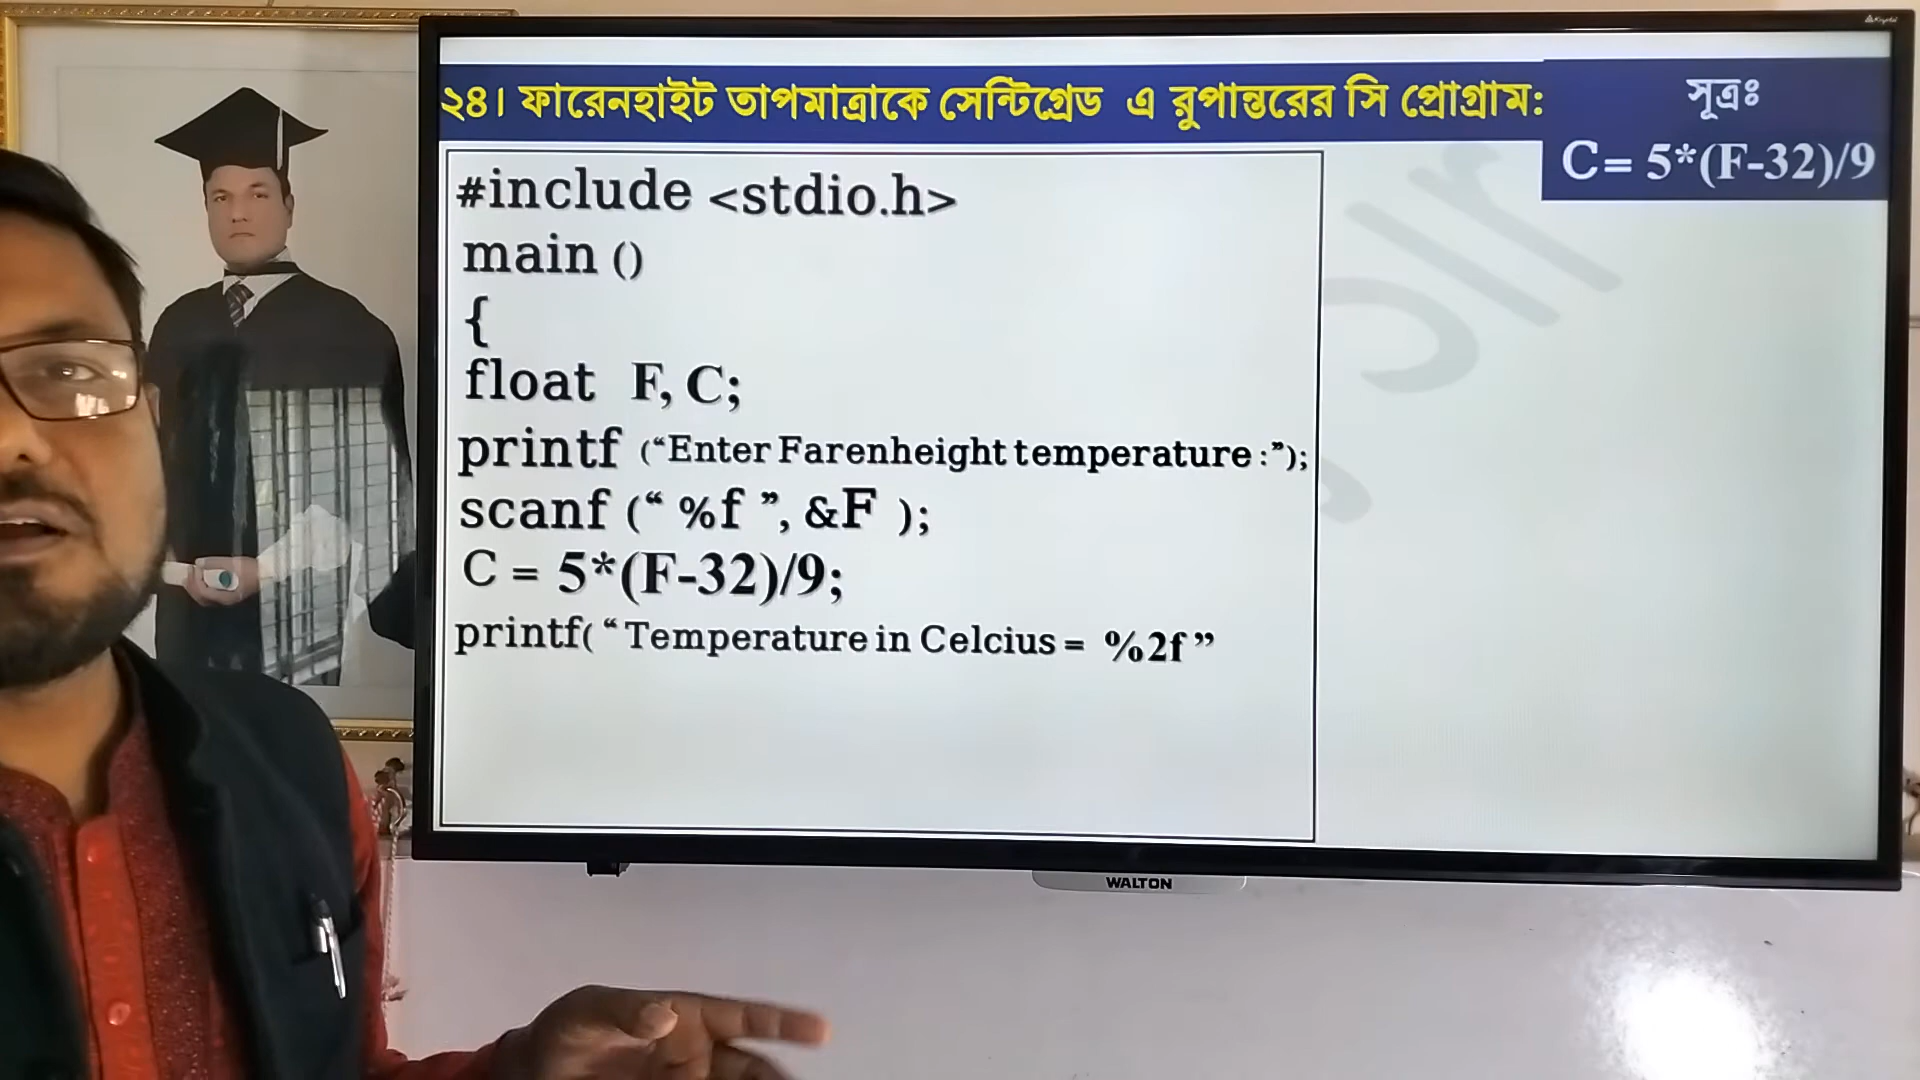 ২৪। ফারেনহাইট তাপমাত্রাকে সেন্টিগ্রেড এ রুপান্তরের সি প্রোগ্রাম:
সূত্রঃ
C= 5*(F-32)/9
#include <stdio.h>
main ()
{
float F, C;
printf (“Enter Farenheight temperature :”);
scanf (“ %f ”, &F );
C = 5*(F-32)/9;
printf( “ Temperature in Celcius = %2f ”
WALTON